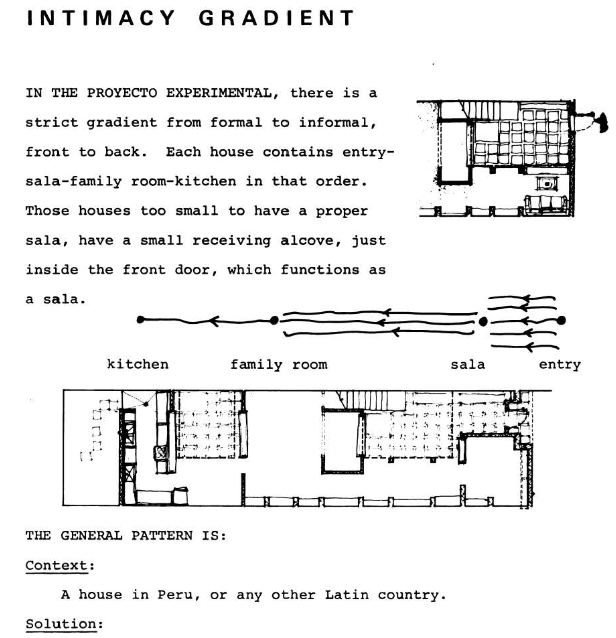 INTIMACY GRADIENT
IN THE PROYECTO EXPERIMENTAL, there is a
strict gradient from formal to informal,
front to back. Each house contains entry-
sala-family room-kitchen in that order.
Those houses too small to have a proper
sala, have a small receiving alcove, just
inside the front door, which functions as
a sala.
kitchen family room sala entry
THE GENERAL PATTERN IS:
Context:
A house in Peru, or any other Latin country.
Solution: